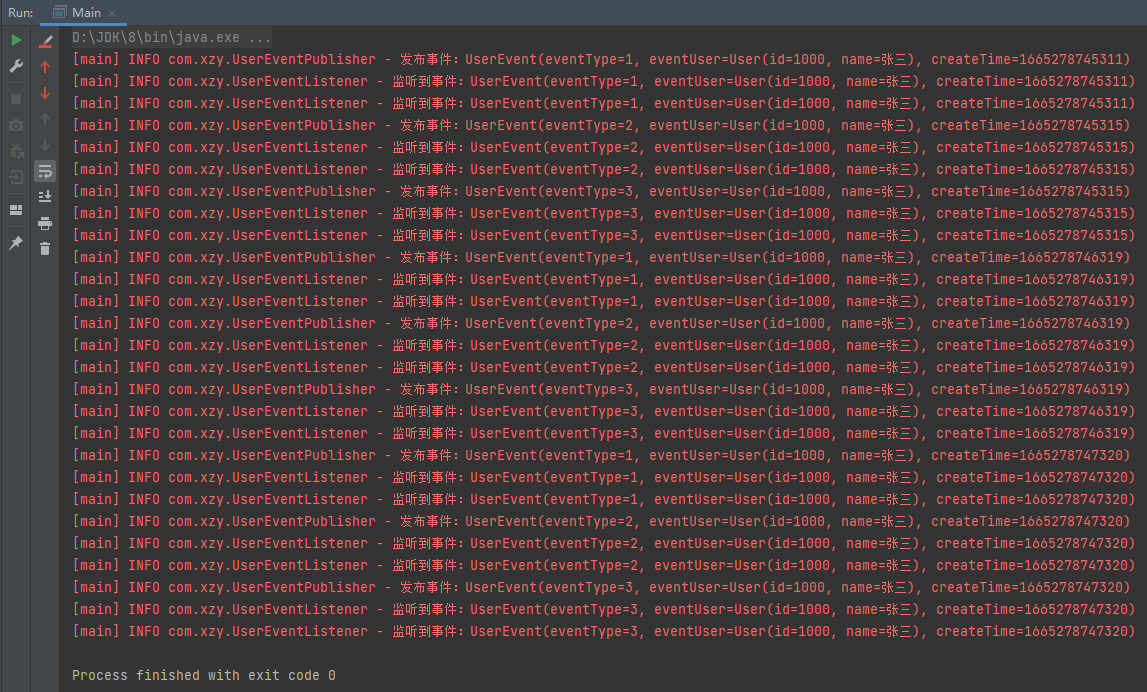 Run: Main
D:\JDK\8\bin\java.exe ...
[main] INFO com.xzy.UserEventPublisher - 发布事件：UserEvent(eventType=1, eventUser=User(id=1000, name=张三), createTime=1665278745311)
[main] INFO com.xzy.UserEventListener - 监听到事件：UserEvent(eventType=1, eventUser=User(id=1000, name=张三), createTime=1665278745311)
[main] INFO com.xzy.UserEventListener - 监听到事件：UserEvent(eventType=1, eventUser=User(id=1000, name=张三), createTime=1665278745311)
[main] INFO com.xzy.UserEventPublisher - 发布事件：UserEvent(eventType=2, eventUser=User(id=1000, name=张三), createTime=1665278745315)
[main] INFO com.xzy.UserEventListener - 监听到事件：UserEvent(eventType=2, eventUser=User(id=1000, name=张三), createTime=1665278745315)
[main] INFO com.xzy.UserEventListener - 监听到事件：UserEvent(eventType=2, eventUser=User(id=1000, name=张三), createTime=1665278745315)
[main] INFO com.xzy.UserEventPublisher - 发布事件：UserEvent(eventType=3, eventUser=User(id=1000, name=张三), createTime=1665278745315)
[main] INFO com.xzy.UserEventListener - 监听到事件：UserEvent(eventType=3, eventUser=User(id=1000, name=张三), createTime=1665278745315)
[main] INFO com.xzy.UserEventListener - 监听到事件：UserEvent(eventType=3, eventUser=User(id=1000, name=张三), createTime=1665278745315)
[main] INFO com.xzy.UserEventPublisher - 发布事件：UserEvent(eventType=1, eventUser=User(id=1000, name=张三), createTime=1665278746319)
[main] INFO com.xzy.UserEventListener - 监听到事件：UserEvent(eventType=1, eventUser=User(id=1000, name=张三), createTime=1665278746319)
[main] INFO com.xzy.UserEventListener - 监听到事件：UserEvent(eventType=1, eventUser=User(id=1000, name=张三), createTime=1665278746319)
[main] INFO com.xzy.UserEventPublisher - 发布事件：UserEvent(eventType=2, eventUser=User(id=1000, name=张三), createTime=1665278746319)
[main] INFO com.xzy.UserEventListener - 监听到事件：UserEvent(eventType=2, eventUser=User(id=1000, name=张三), createTime=1665278746319)
[main] INFO com.xzy.UserEventListener - 监听到事件：UserEvent(eventType=2, eventUser=User(id=1000, name=张三), createTime=1665278746319)
[main] INFO com.xzy.UserEventPublisher - 发布事件：UserEvent(eventType=3, eventUser=User(id=1000, name=张三), createTime=1665278746319)
[main] INFO com.xzy.UserEventListener - 监听到事件：UserEvent(eventType=3, eventUser=User(id=1000, name=张三), createTime=1665278746319)
[main] INFO com.xzy.UserEventListener - 监听到事件：UserEvent(eventType=3, eventUser=User(id=1000, name=张三), createTime=1665278746319)
[main] INFO com.xzy.UserEventPublisher - 发布事件：UserEvent(eventType=1, eventUser=User(id=1000, name=张三), createTime=1665278747320)
[main] INFO com.xzy.UserEventListener - 监听到事件：UserEvent(eventType=1, eventUser=User(id=1000, name=张三), createTime=1665278747320)
[main] INFO com.xzy.UserEventListener - 监听到事件：UserEvent(eventType=1, eventUser=User(id=1000, name=张三), createTime=1665278747320)
[main] INFO com.xzy.UserEventPublisher - 发布事件：UserEvent(eventType=2, eventUser=User(id=1000, name=张三), createTime=1665278747320)
[main] INFO com.xzy.UserEventListener - 监听到事件：UserEvent(eventType=2, eventUser=User(id=1000, name=张三), createTime=1665278747320)
[main] INFO com.xzy.UserEventListener - 监听到事件：UserEvent(eventType=2, eventUser=User(id=1000, name=张三), createTime=1665278747320)
[main] INFO com.xzy.UserEventPublisher - 发布事件：UserEvent(eventType=3, eventUser=User(id=1000, name=张三), createTime=1665278747320)
[main] INFO com.xzy.UserEventListener - 监听到事件：UserEvent(eventType=3, eventUser=User(id=1000, name=张三), createTime=1665278747320)
[main] INFO com.xzy.UserEventListener - 监听到事件：UserEvent(eventType=3, eventUser=User(id=1000, name=张三), createTime=1665278747320)
Process finished with exit code 0